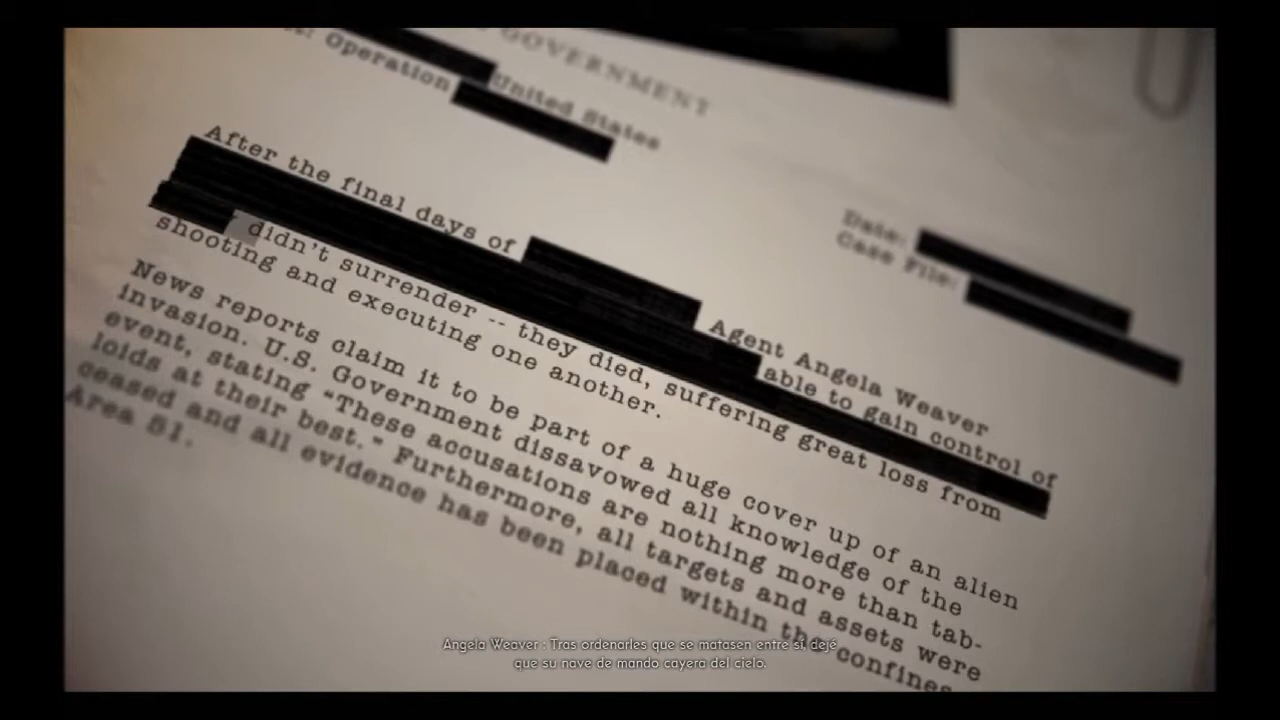 GOVERNMENT
Operation
United States
Date:
Case File:
After the final days of
Agent Angela Weaver
able to gain control of
didn't surrender -- they died, suffering great loss from
shooting and executing one another.
News reports claim it to be part of a huge cover up of an alien
invasion. U.S. Government dissavowed all knowledge of the
event, stating "These accusations are nothing more than tab-
loids at their best." Furthermore, all targets and assets were
ceased and all evidence has been placed within the confines
Area 51.
Angela Weaver : Tras ordenarles que se matasen entre sí, dejé
que su nave de mando cayera del cielo.